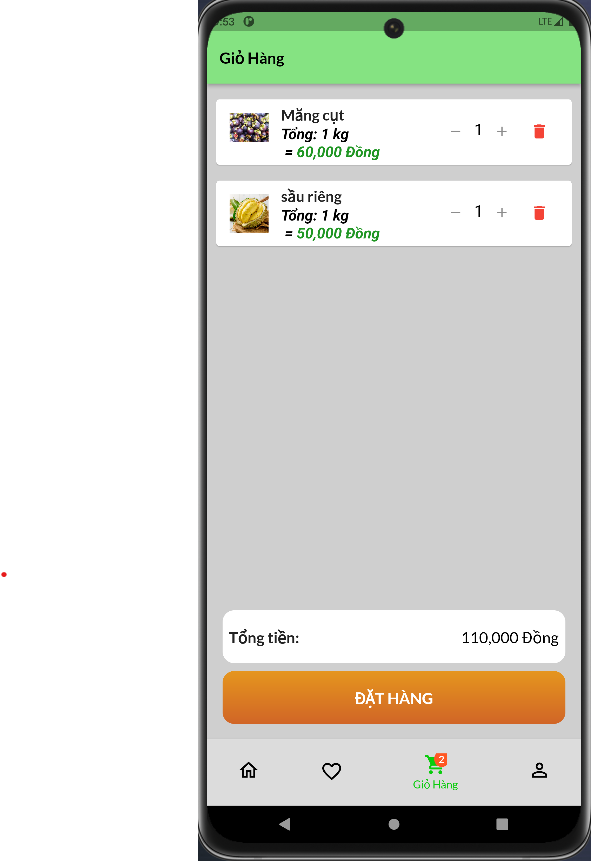 :53
LTE
Giỏ Hàng
Măng cụt
Tổng: 1 kg
= 60,000 Đồng
− 1 +
sầu riêng
Tổng: 1 kg
= 50,000 Đồng
− 1 +
Tổng tiền: 110,000 Đồng
ĐẶT HÀNG
2
Giỏ Hàng